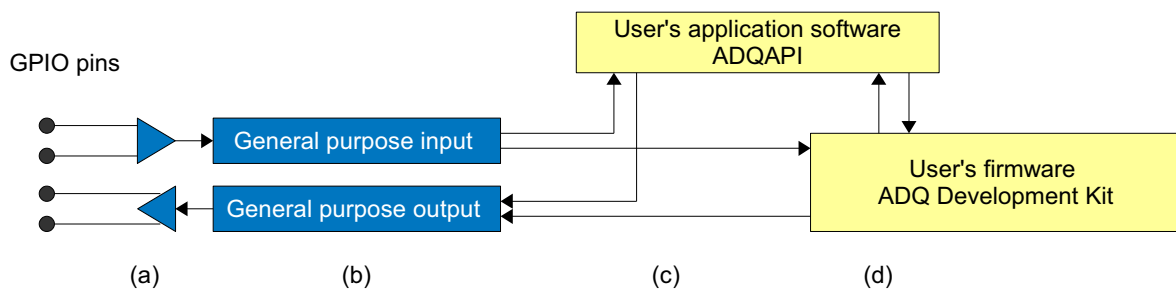 User's application software
ADQAPI
GPIO pins
General purpose input
User's firmware
ADQ Development Kit
General purpose output
(a)
(b)
(c)
(d)